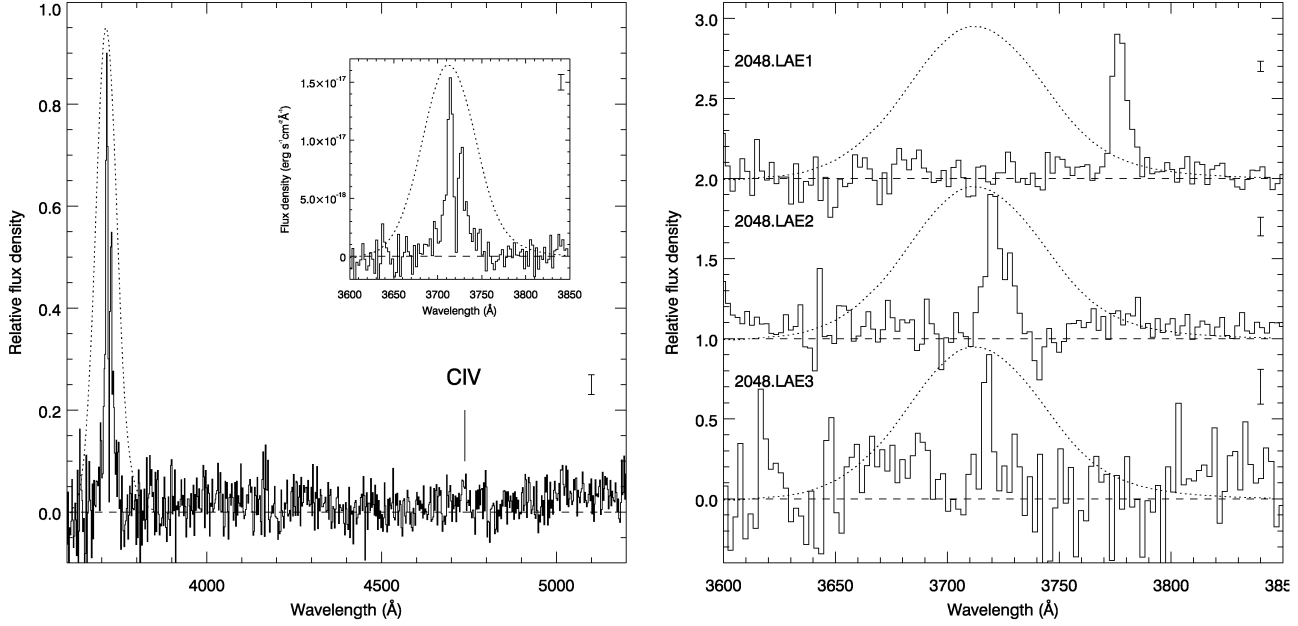 1.0
0.8
0.6
0.4
0.2
0.0
Relative flux density
4000 4500 5000
Wavelength (Å)
CIV
1.5×10⁻¹⁷
1.0×10⁻¹⁷
5.0×10⁻¹⁸
0
Flux density (erg s⁻¹cm⁻²Å⁻¹)
3600 3650 3700 3750 3800 3850
Wavelength (Å)
3.0
2.5
2.0
1.5
1.0
0.5
0.0
Relative flux density
2048.LAE1
2048.LAE2
2048.LAE3
3600 3650 3700 3750 3800 385
Wavelength (Å)